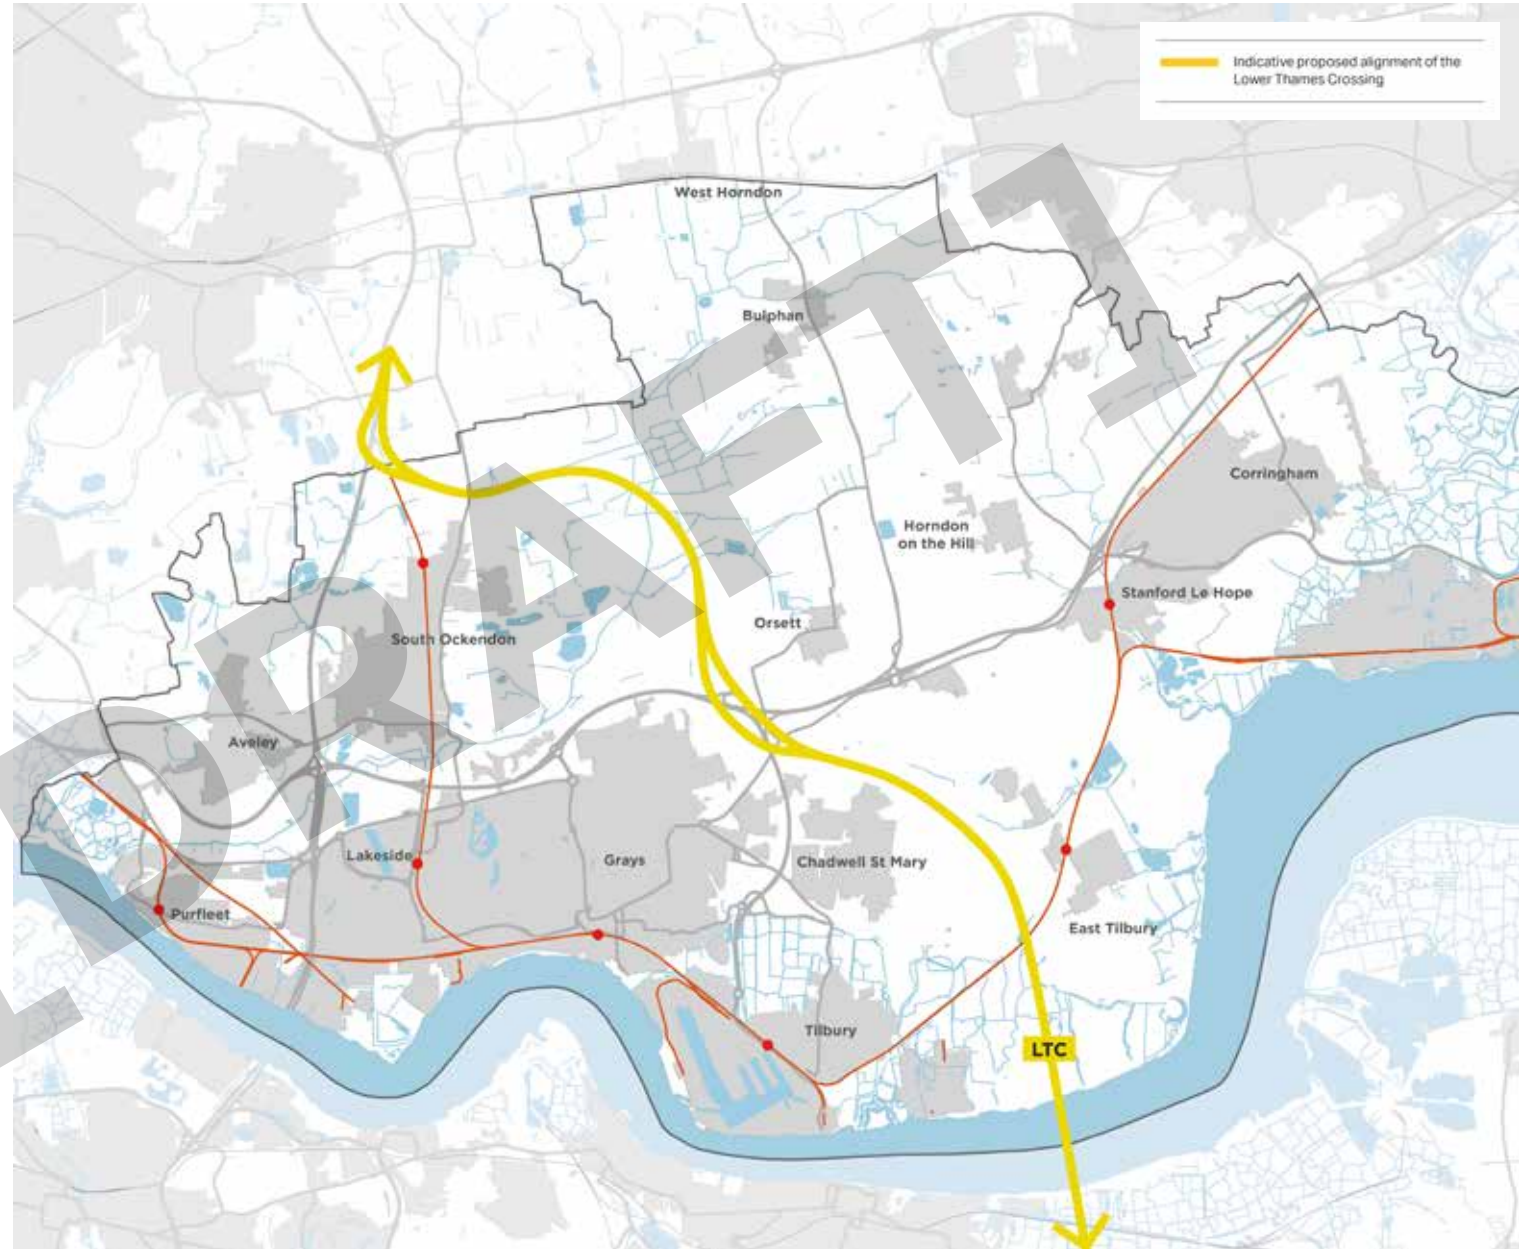 Indicative proposed alignment of the
Lower Thames Crossing
West Horndon
Bulphan
Corringham
Horndon
on the Hill
Stanford Le Hope
Orsett
South Ockendon
Aveley
Lakeside
Grays
Chadwell St Mary
Purfleet
East Tilbury
Tilbury
LTC
[DRAFT]